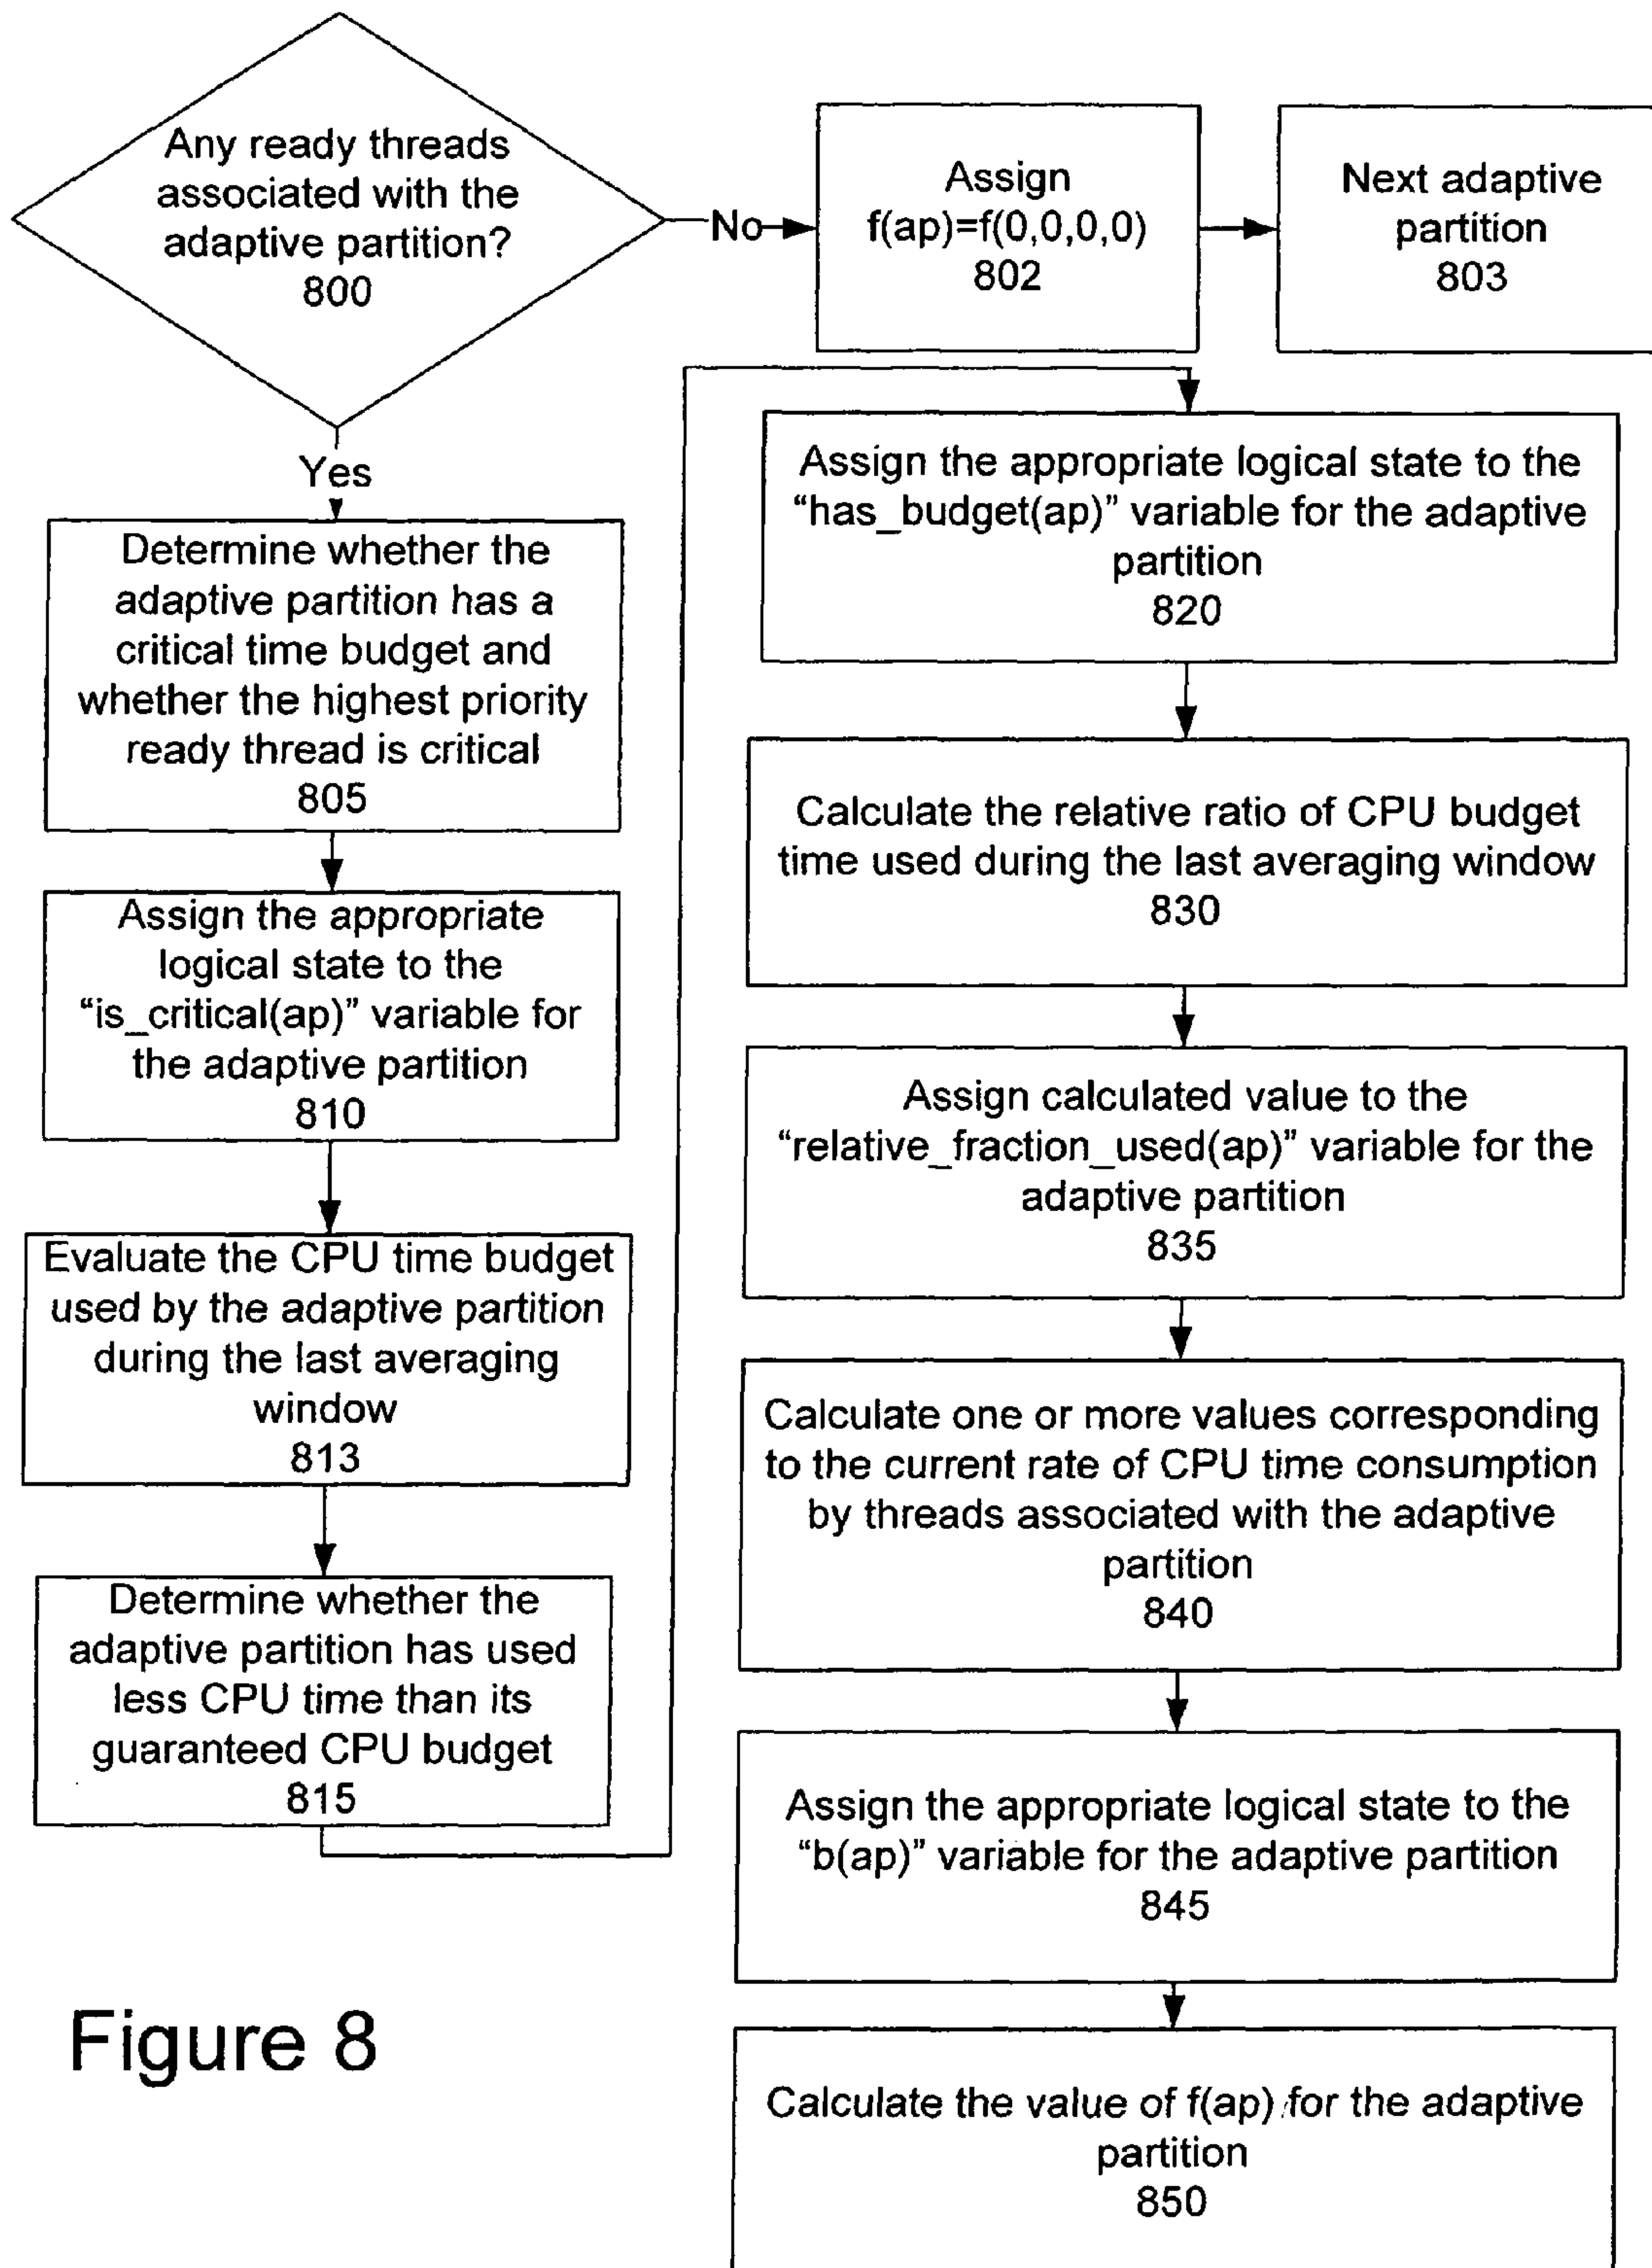 Any ready threads
associated with the
adaptive partition?
800
No
Assign
f(ap)=f(0,0,0,0)
802
Next adaptive
partition
803
Yes
Determine whether the
adaptive partition has a
critical time budget and
whether the highest priority
ready thread is critical
805
Assign the appropriate
logical state to the
“is_critical(ap)” variable for
the adaptive partition
810
Evaluate the CPU time budget
used by the adaptive partition
during the last averaging
window
813
Determine whether the
adaptive partition has used
less CPU time than its
guaranteed CPU budget
815
Assign the appropriate logical state to the
“has_budget(ap)” variable for the adaptive
partition
820
Calculate the relative ratio of CPU budget
time used during the last averaging window
830
Assign calculated value to the
“relative_fraction_used(ap)” variable for the
adaptive partition
835
Calculate one or more values corresponding
to the current rate of CPU time consumption
by threads associated with the adaptive
partition
840
Assign the appropriate logical state to the
“b(ap)” variable for the adaptive partition
845
Calculate the value of f(ap) for the adaptive
partition
850
Figure 8